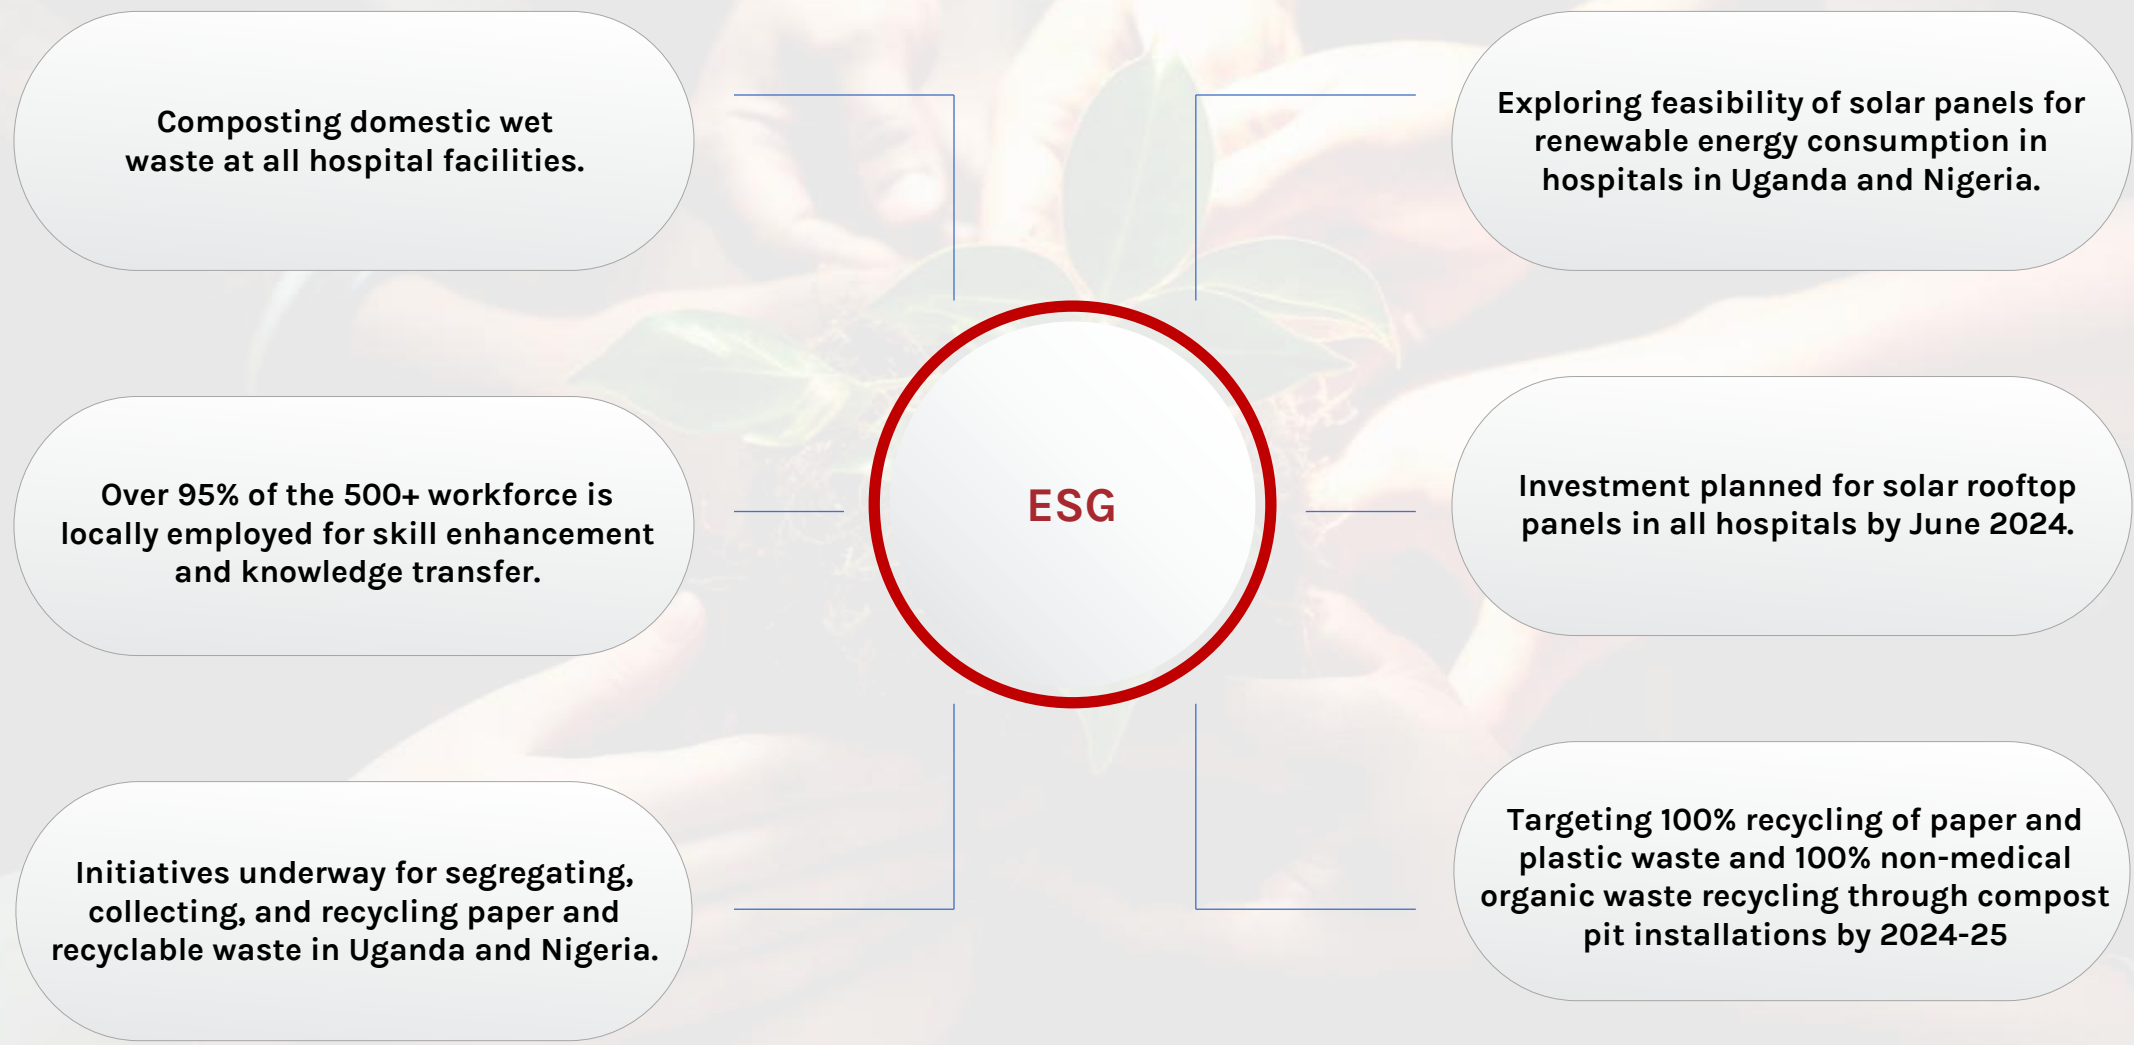 Composting domestic wet
waste at all hospital facilities.
Over 95% of the 500+ workforce is
locally employed for skill enhancement
and knowledge transfer.
Initiatives underway for segregating,
collecting, and recycling paper and
recyclable waste in Uganda and Nigeria.
ESG
Exploring feasibility of solar panels for
renewable energy consumption in
hospitals in Uganda and Nigeria.
Investment planned for solar rooftop
panels in all hospitals by June 2024.
Targeting 100% recycling of paper and
plastic waste and 100% non-medical
organic waste recycling through compost
pit installations by 2024-25